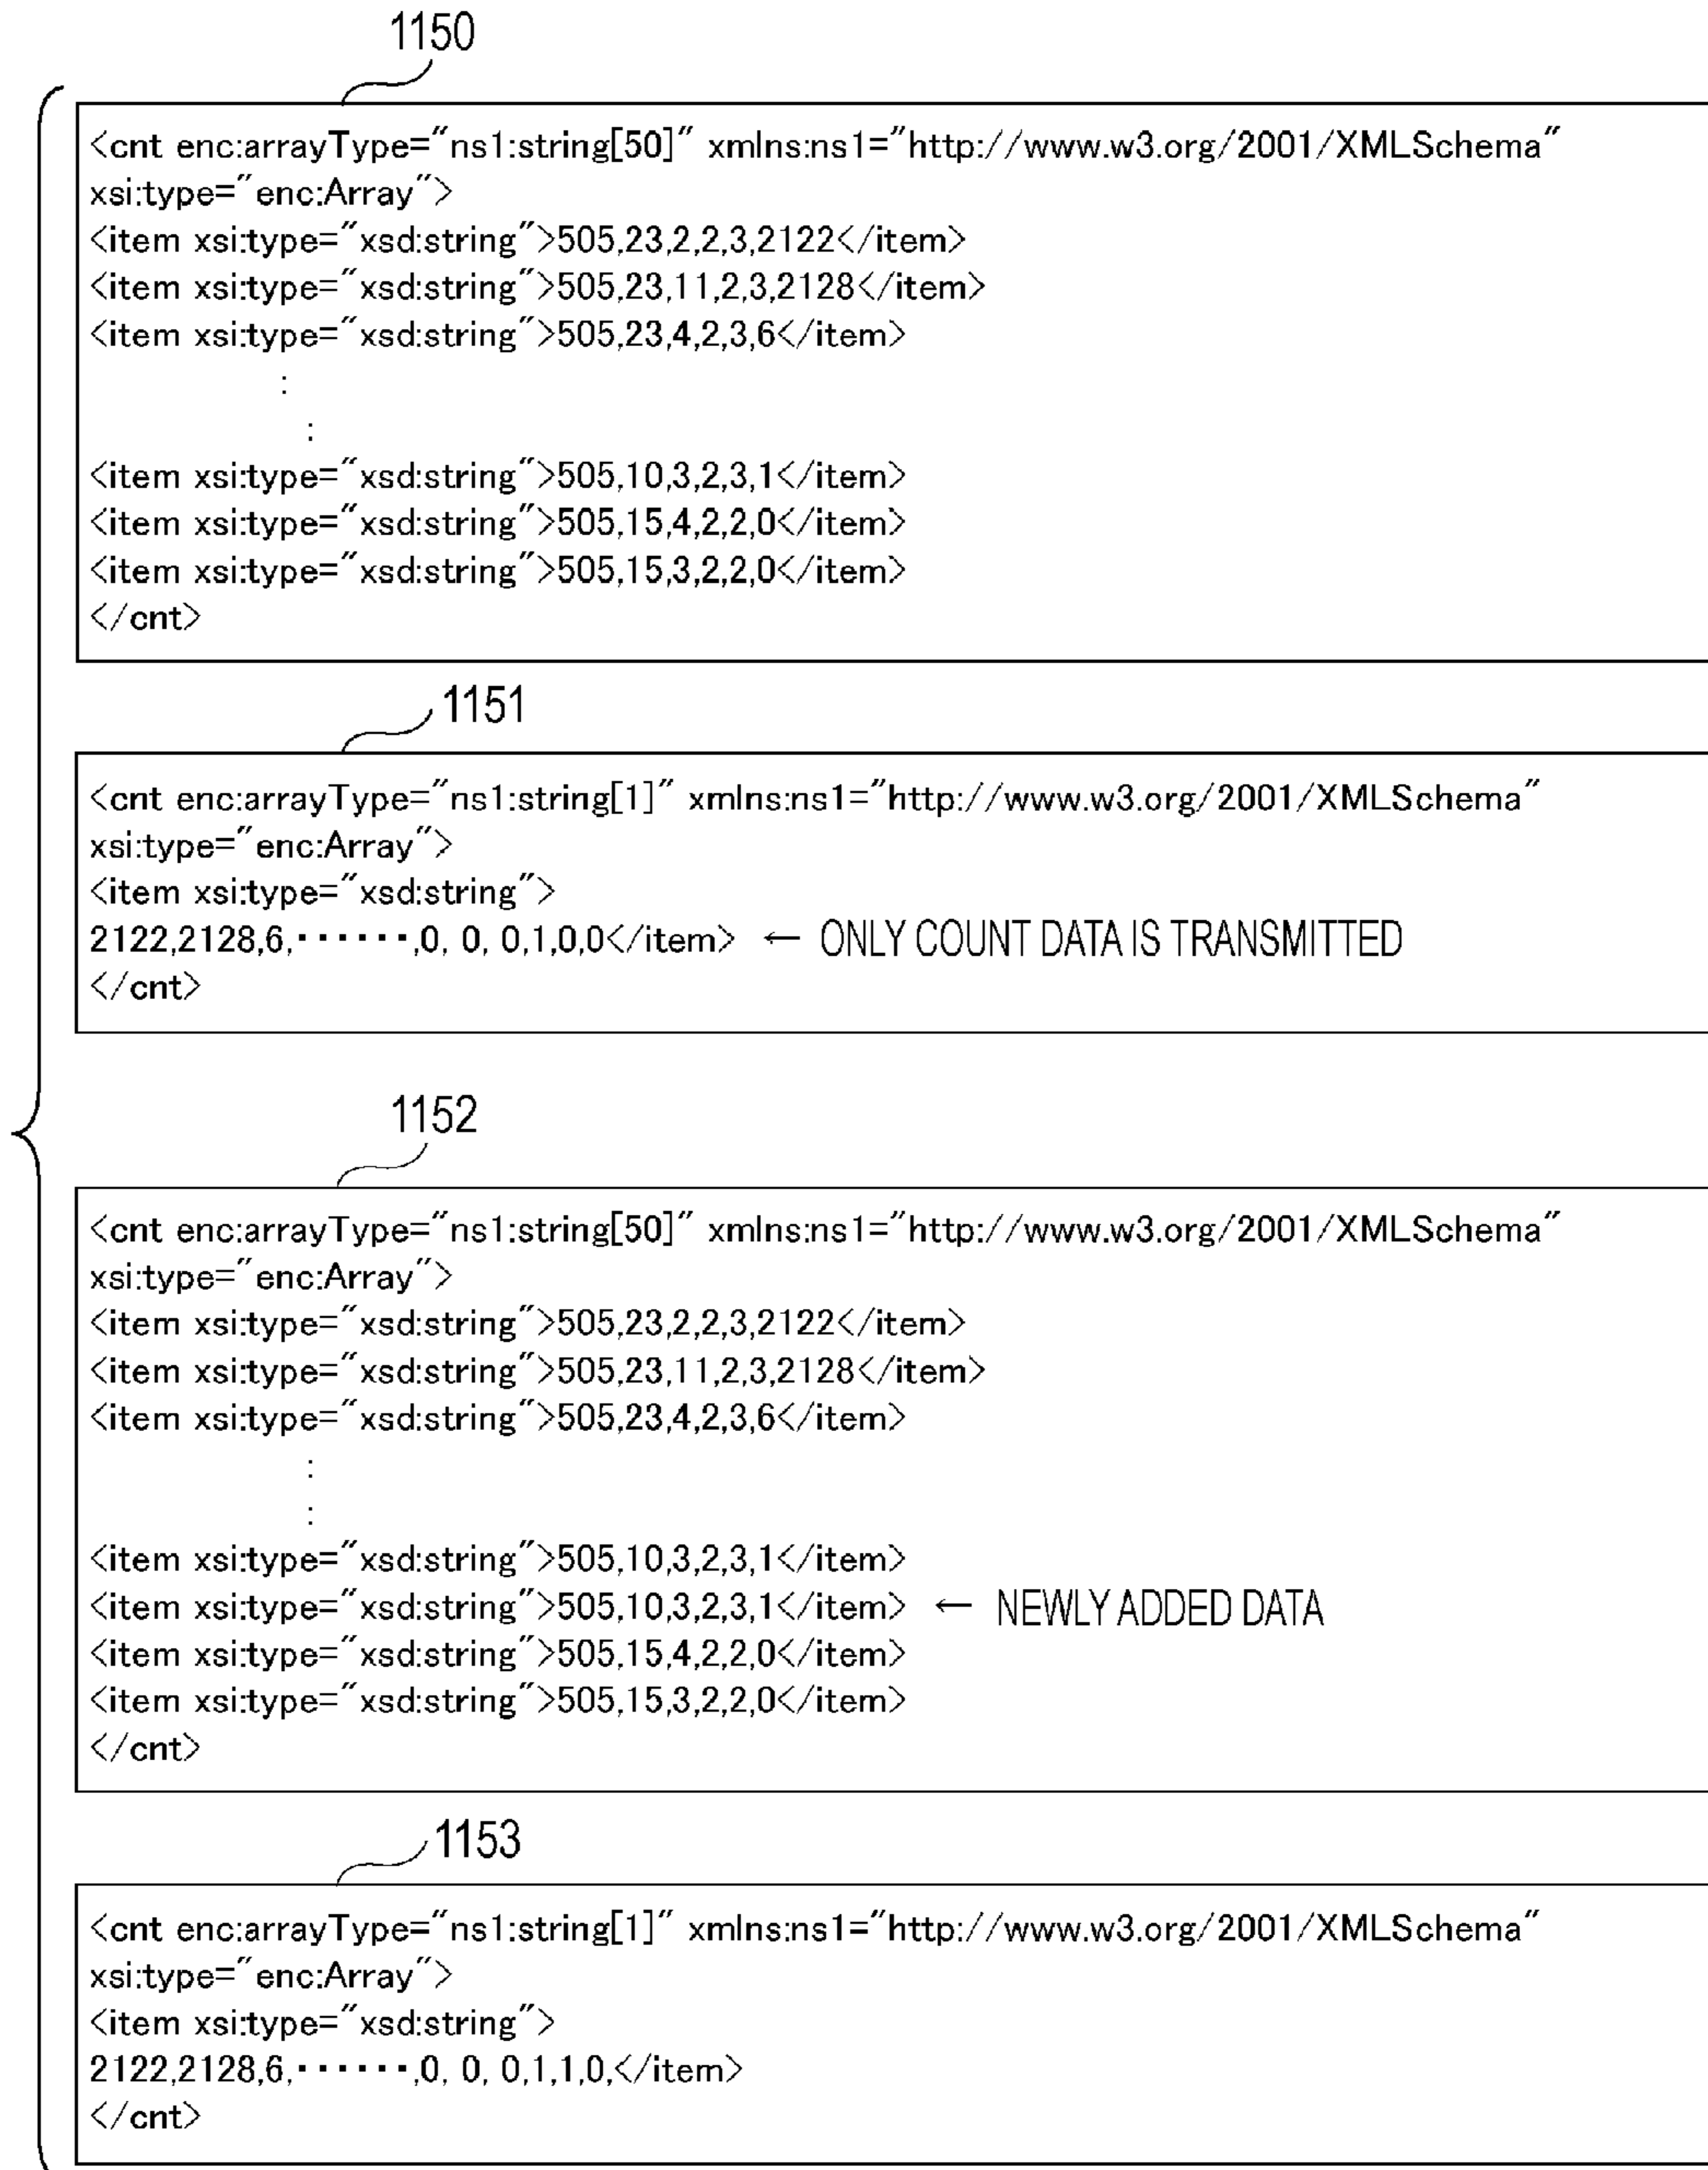 1150
<cnt enc:arrayType="ns1:string[50]" xmlns:ns1="http://www.w3.org/2001/XMLSchema"
xsi:type="enc:Array">
<item xsi:type="xsd:string">505,23,2,2,3,2122</item>
<item xsi:type="xsd:string">505,23,11,2,3,2128</item>
<item xsi:type="xsd:string">505,23,4,2,3,6</item>
:
:
<item xsi:type="xsd:string">505,10,3,2,3,1</item>
<item xsi:type="xsd:string">505,15,4,2,2,0</item>
<item xsi:type="xsd:string">505,15,3,2,2,0</item>
</cnt>
1151
<cnt enc:arrayType="ns1:string[1]" xmlns:ns1="http://www.w3.org/2001/XMLSchema"
xsi:type="enc:Array">
<item xsi:type="xsd:string">
2122,2128,6,・・・・・・,0, 0, 0,1,0,0</item> ← ONLY COUNT DATA IS TRANSMITTED
</cnt>
1152
<cnt enc:arrayType="ns1:string[50]" xmlns:ns1="http://www.w3.org/2001/XMLSchema"
xsi:type="enc:Array">
<item xsi:type="xsd:string">505,23,2,2,3,2122</item>
<item xsi:type="xsd:string">505,23,11,2,3,2128</item>
<item xsi:type="xsd:string">505,23,4,2,3,6</item>
:
:
<item xsi:type="xsd:string">505,10,3,2,3,1</item>
<item xsi:type="xsd:string">505,10,3,2,3,1</item> ← NEWLY ADDED DATA
<item xsi:type="xsd:string">505,15,4,2,2,0</item>
<item xsi:type="xsd:string">505,15,3,2,2,0</item>
</cnt>
1153
<cnt enc:arrayType="ns1:string[1]" xmlns:ns1="http://www.w3.org/2001/XMLSchema"
xsi:type="enc:Array">
<item xsi:type="xsd:string">
2122,2128,6,・・・・・・,0, 0, 0,1,1,0,</item>
</cnt>